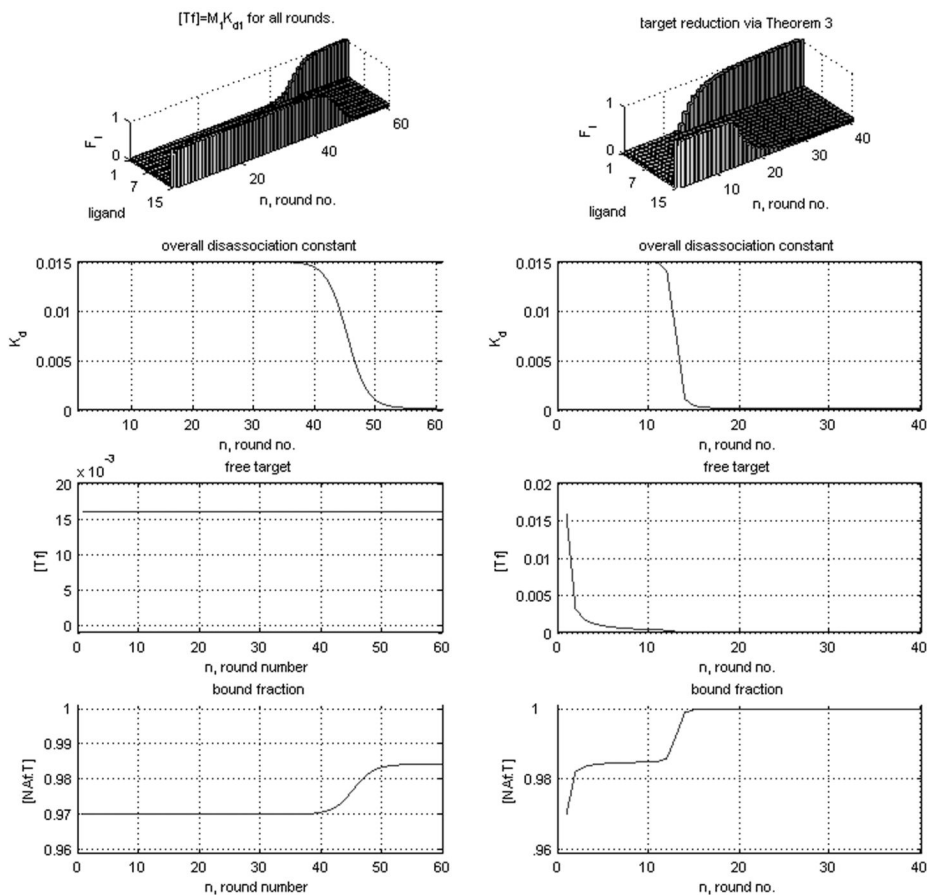 [Tf]=M1Kd1 for all rounds.
1
0
F_I
1
7
15
ligand
20
40
60
n, round no.
target reduction via Theorem 3
1
0
F_I
1
7
15
ligand
10
20
30
40
n, round no.
overall disassociation constant
0.015
0.01
0.005
0
K_d
10 20 30 40 50 60
n, round no.
overall disassociation constant
0.015
0.01
0.005
0
K_d
0 10 20 30 40
n, round no.
free target
x 10^-3
20
15
10
5
0
[Tf]
0 10 20 30 40 50 60
n, round number
free target
0.02
0.015
0.01
0.005
0
[Tf]
0 10 20 30 40
n, round no.
bound fraction
1
0.99
0.98
0.97
0.96
[NAf.T]
0 10 20 30 40 50 60
n, round number
bound fraction
1
0.98
.96
[NAf.T]
0 10 20 30 40
n, round no.